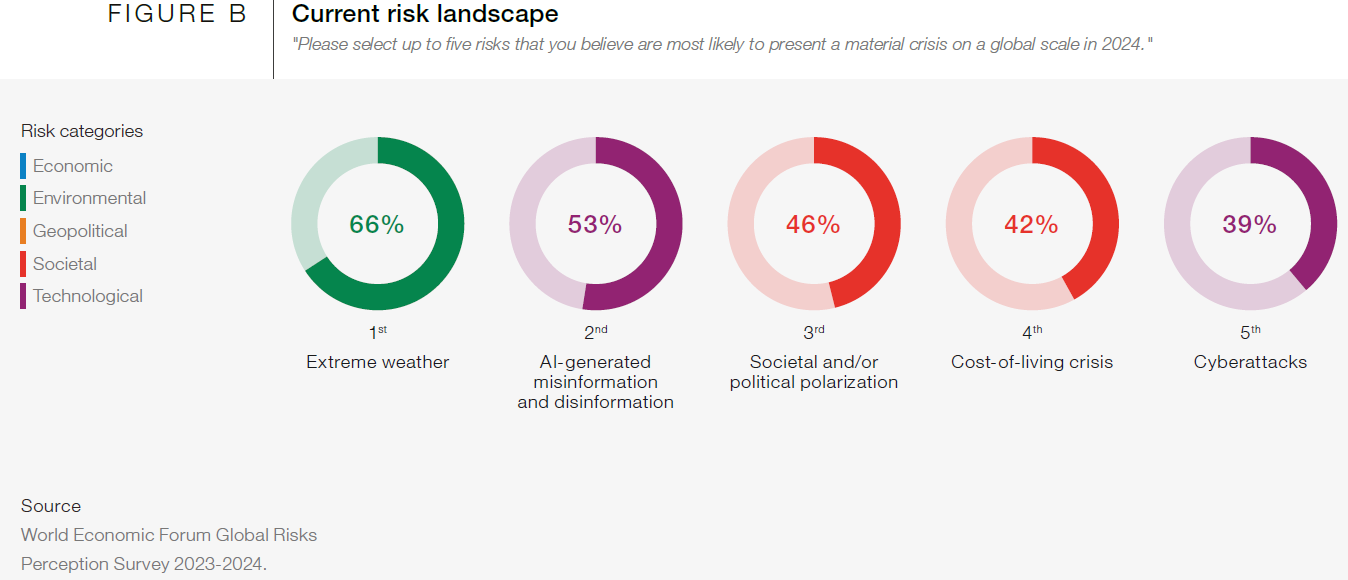 FIGURE B
Current risk landscape
"Please select up to five risks that you believe are most likely to present a material crisis on a global scale in 2024."
Risk categories
Economic
Environmental
Geopolitical
Societal
Technological
66%
53%
46%
42%
39%
1st
2nd
3rd
4th
5th
Extreme weather
AI-generated
misinformation
and disinformation
Societal and/or
political polarization
Cost-of-living crisis
Cyberattacks
Source
World Economic Forum Global Risks
Perception Survey 2023-2024.